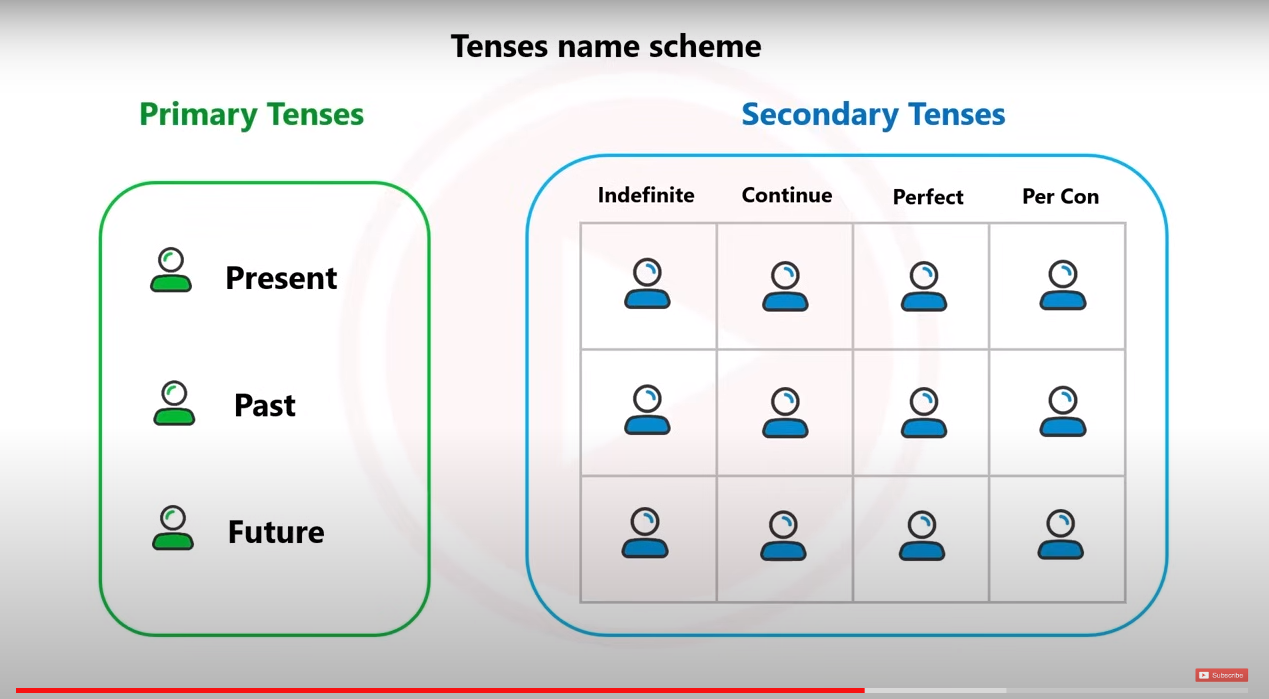 Tenses name scheme
Primary Tenses
Secondary Tenses
Indefinite
Continue
Perfect
Per Con
Present
Past
Future
Subscribe